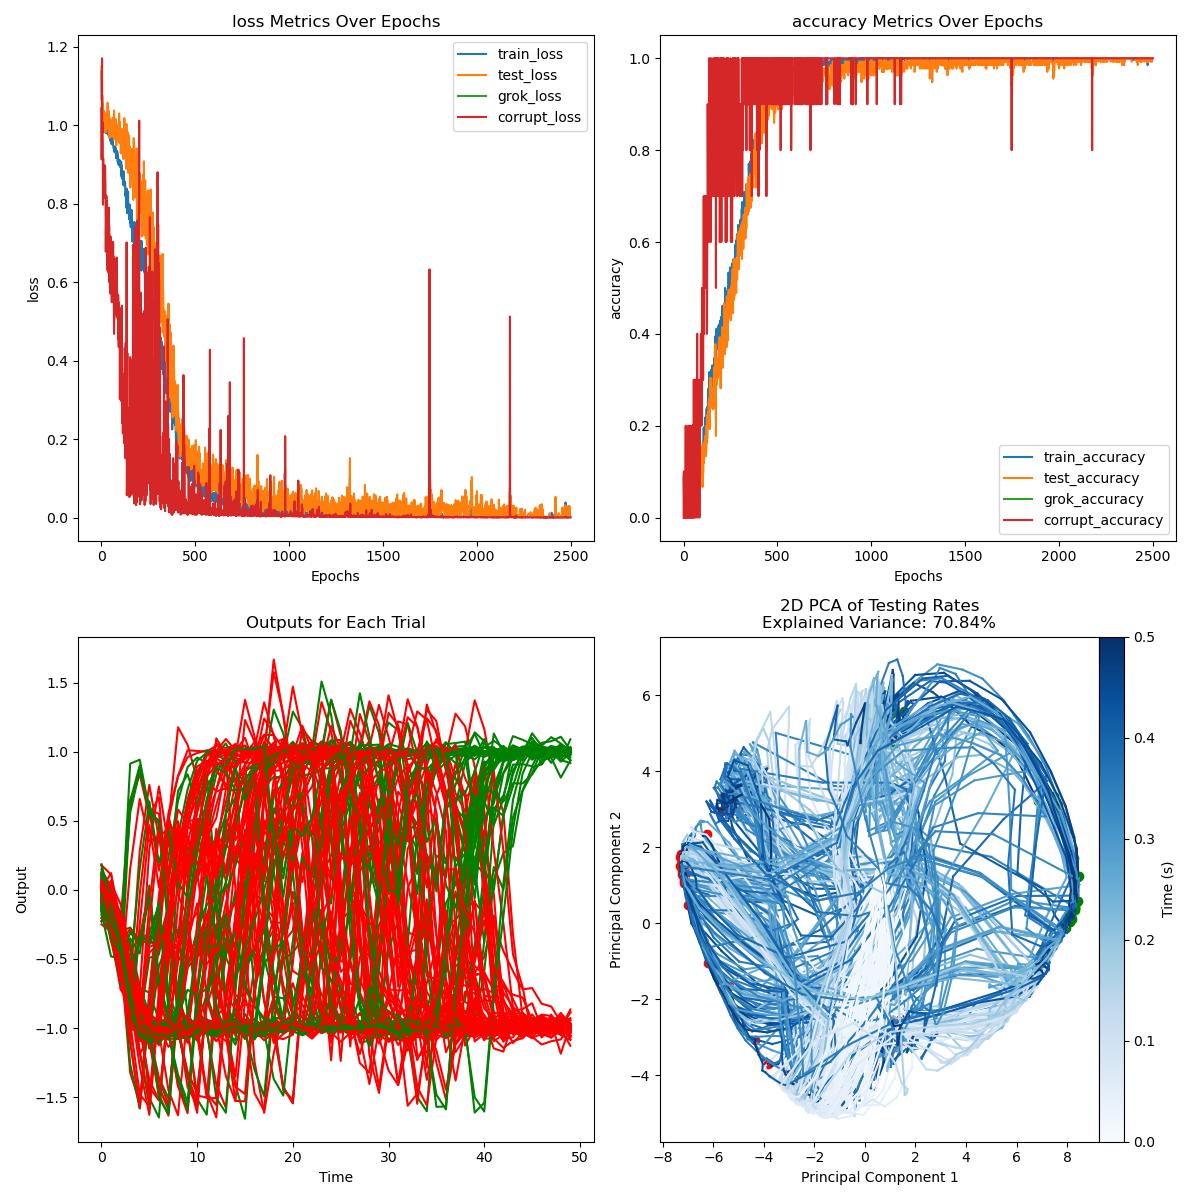 loss Metrics Over Epochs
1.2
1.0
0.8
0.6
0.4
0.2
0.0
loss
train_loss
test_loss
grok_loss
corrupt_loss
0
500
1000
1500
2000
2500
Epochs
accuracy Metrics Over Epochs
1.0
0.8
0.6
0.4
0.2
0.0
accuracy
train_accuracy
test_accuracy
grok_accuracy
corrupt_accuracy
0
500
1000
1500
2000
2500
Epochs
Outputs for Each Trial
1.5
1.0
0.5
0.0
−0.5
−1.0
−1.5
Output
0
10
20
30
40
50
Time
2D PCA of Testing Rates
Explained Variance: 70.84%
6
4
2
0
−2
−4
Principal Component 2
−8
−6
−4
−2
0
2
4
6
8
Principal Component 1
0.5
0.4
0.3
0.2
0.1
0.0
Time (s)